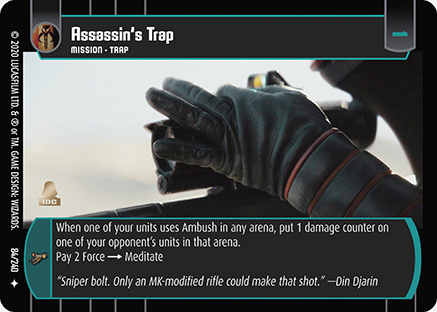 Assassin's Trap
MISSION - TRAP
When one of your units uses Ambush in any arena, put 1 damage counter on
one of your opponent's units in that arena.
Pay 2 Force → Meditate
"Sniper bolt. Only an MK-modified rifle could make that shot." —Din Djarin
© 2020 LUCASFILM LTD. & ® or TM. GAME DESIGN: WIZARDS.
84/240